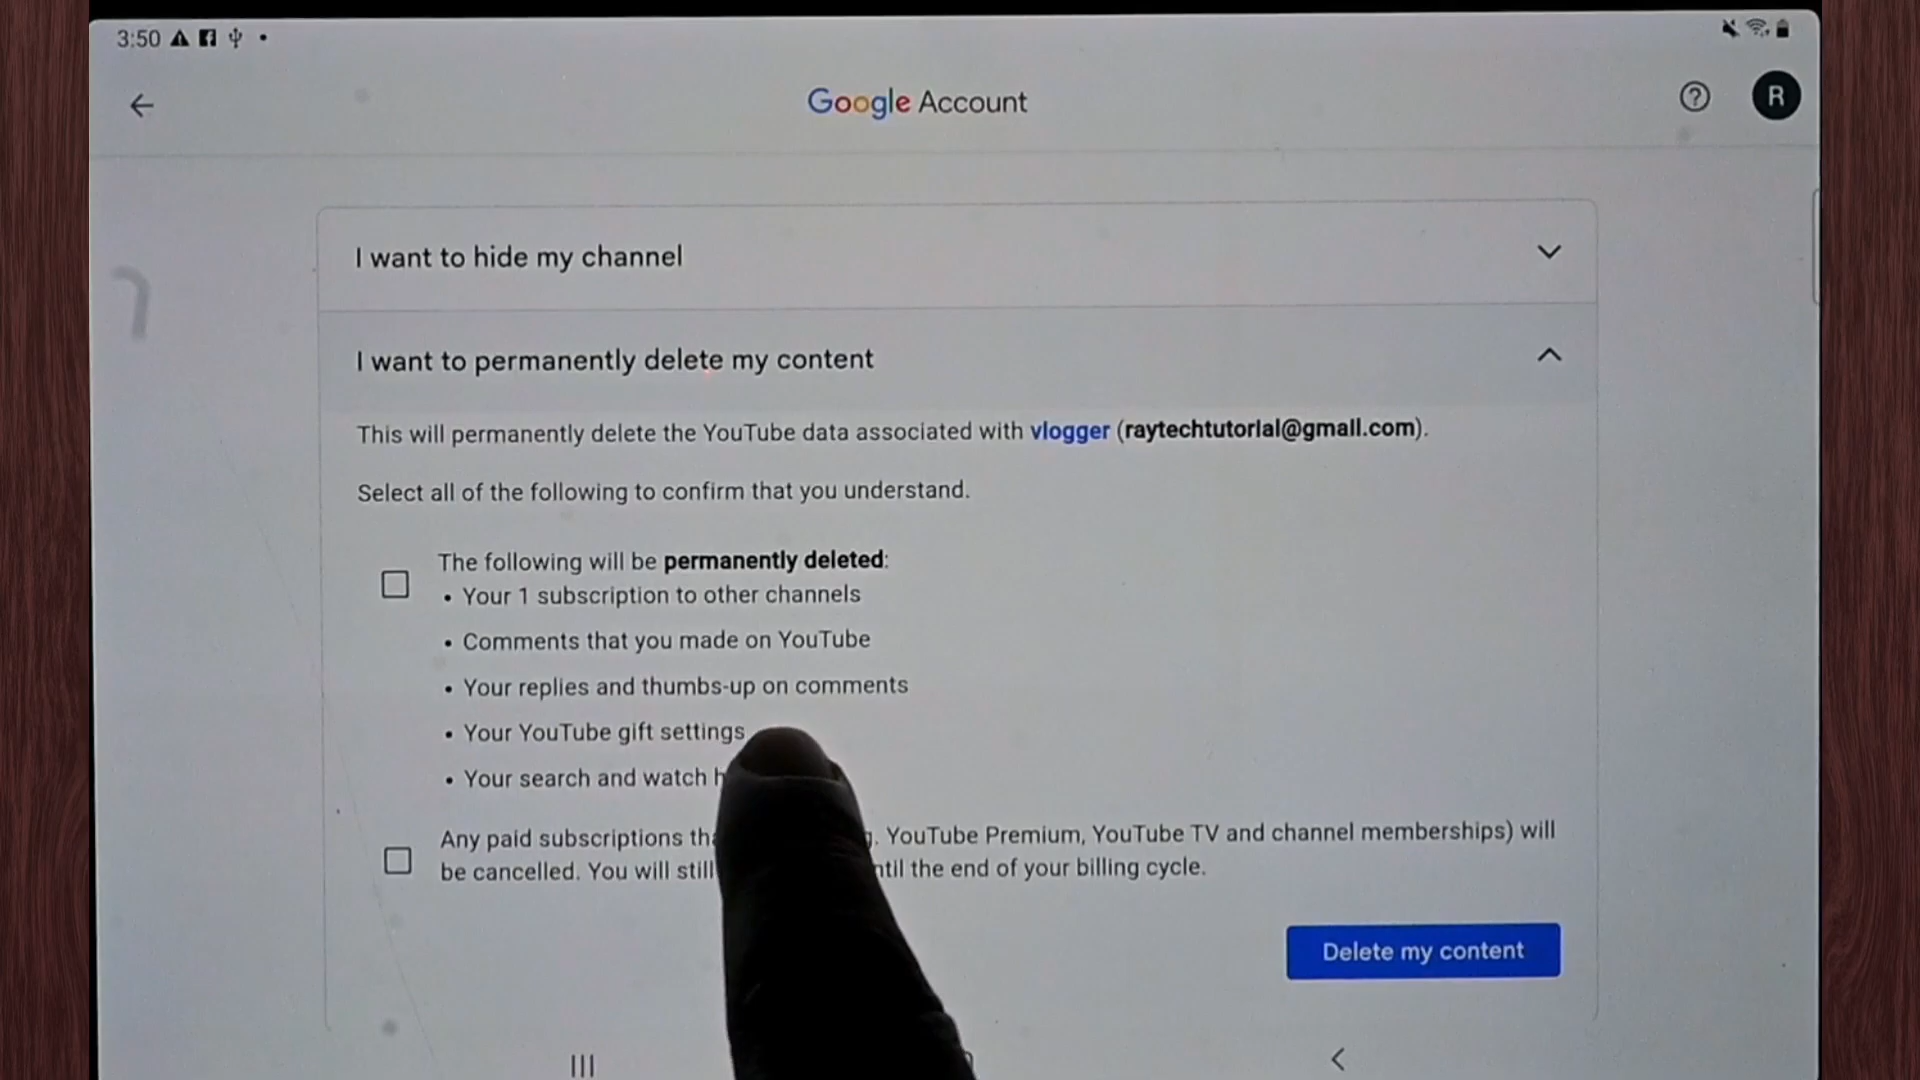 3:50
Google Account
R
I want to hide my channel
I want to permanently delete my content
This will permanently delete the YouTube data associated with vlogger (raytechtutorial@gmail.com).
Select all of the following to confirm that you understand.
The following will be permanently deleted:
• Your 1 subscription to other channels
• Comments that you made on YouTube
• Your replies and thumbs-up on comments
• Your YouTube gift settings
• Your search and watch
Any paid subscriptions YouTube Premium, YouTube TV and channel memberships) will
be cancelled. You will still the end of your billing cycle.
Delete my content